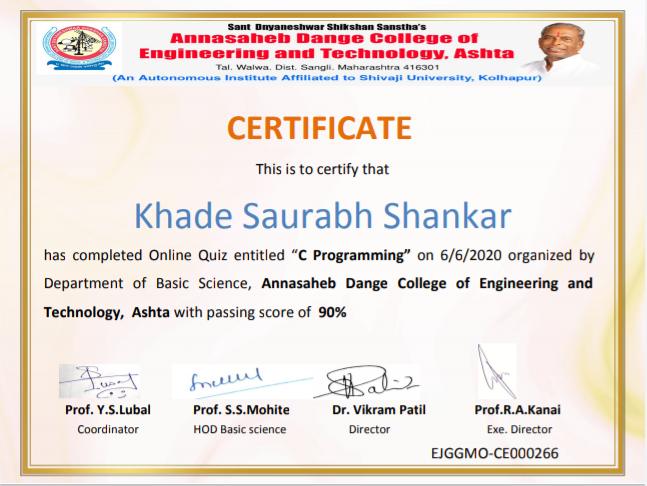 Sant Dnyaneshwar Shikshan Sanstha's
Annasaheb Dange College of
Engineering and Technology, Ashta
Tal. Walwa. Dist. Sangli. Maharashtra 416301
(An Autonomous Institute Affiliated to Shivaji University, Kolhapur)
CERTIFICATE
This is to certify that
Khade Saurabh Shankar
has completed Online Quiz entitled “C Programming” on 6/6/2020 organized by
Department of Basic Science, Annasaheb Dange College of Engineering and
Technology, Ashta with passing score of 90%
Prof. Y.S.Lubal Prof. S.S.Mohite Dr. Vikram Patil Prof.R.A.Kanai
Coordinator HOD Basic science Director Exe. Director
EJGGMO-CE000266